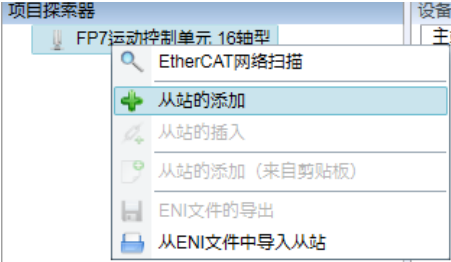 项目探索器
设备
FP7运动控制单元 16轴型
主
EtherCAT网络扫描
从站的添加
从站的插入
从站的添加（来自剪贴板）
ENI文件的导出
从ENI文件中导入从站